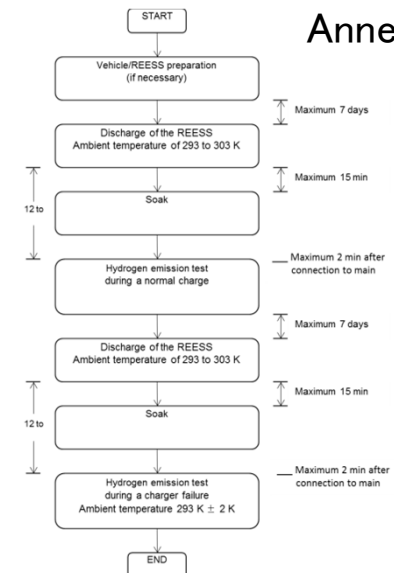 START
Anne
Vehicle/REESS preparation
(if necessary)
Maximum 7 days
Discharge of the REESS
Ambient temperature of 293 to 303 K
Maximum 15 min
12 to
Soak
Maximum 2 min after
connection to main
Hydrogen emission test
during a normal charge
Maximum 7 days
Discharge of the REESS
Ambient temperature of 293 to 303 K
Maximum 15 min
12 to
Soak
Maximum 2 min after
connection to main
Hydrogen emission test
during a charger failure
Ambient temperature 293 K ± 2 K
END